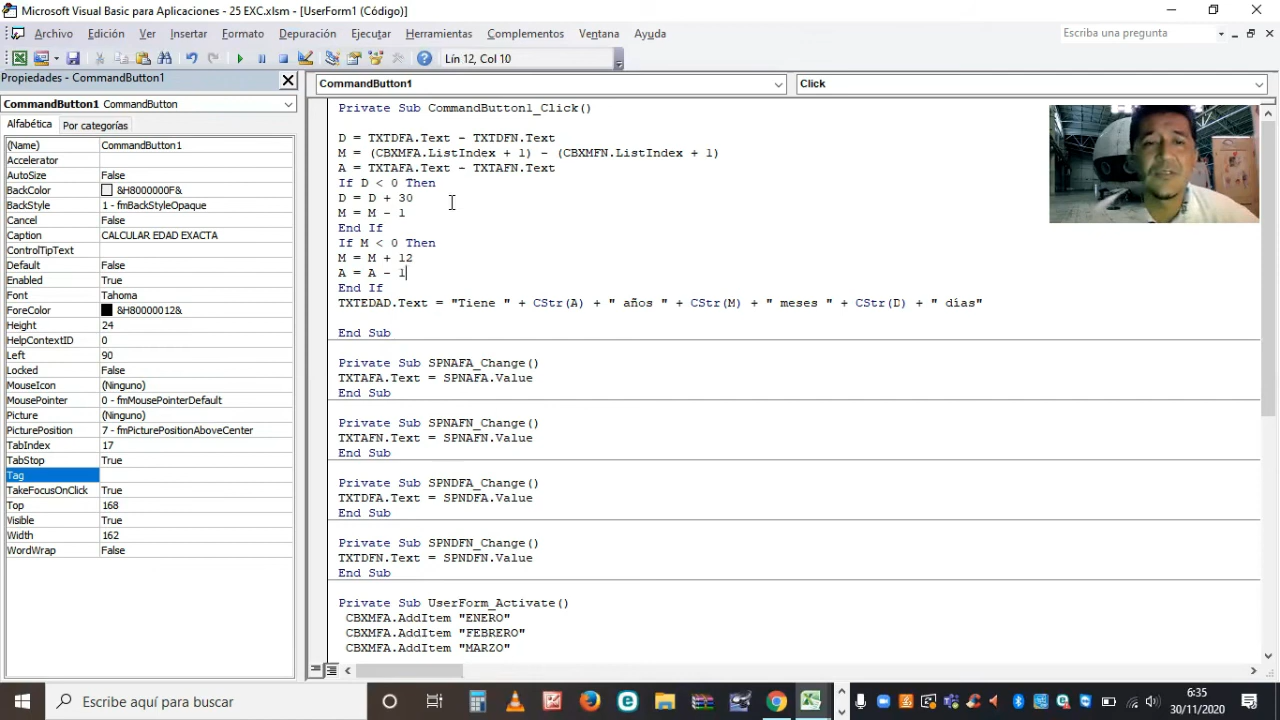 Microsoft Visual Basic para Aplicaciones - 25 EXC.xlsm - [UserForm1 (Código)]
Archivo Edición Ver Insertar Formato Depuración Ejecutar Herramientas Complementos Ventana Ayuda
Escriba una pregunta
Lín 12, Col 10
Propiedades - CommandButton1
CommandButton1 CommandButton
Alfabética Por categorías
(Name) CommandButton1
Accelerator
AutoSize False
BackColor &H8000000F&
BackStyle 1 - fmBackStyleOpaque
Cancel False
Caption CALCULAR EDAD EXACTA
ControlTipText
Default False
Enabled True
Font Tahoma
ForeColor &H80000012&
Height 24
HelpContextID 0
Left 90
Locked False
MouseIcon (Ninguno)
MousePointer 0 - fmMousePointerDefault
Picture (Ninguno)
PicturePosition 7 - fmPicturePositionAboveCenter
TabIndex 17
TabStop True
Tag
TakeFocusOnClick True
Top 168
Visible True
Width 162
WordWrap False
CommandButton1
Click
Private Sub CommandButton1_Click()
D = TXTDFA.Text - TXTDFN.Text
M = (CBXMFA.ListIndex + 1) - (CBXMFN.ListIndex + 1)
A = TXTAFA.Text - TXTAFN.Text
If D < 0 Then
D = D + 30
M = M - 1
End If
If M < 0 Then
M = M + 12
A = A - 1
End If
TXTEDAD.Text = "Tiene " + CStr(A) + " años " + CStr(M) + " meses " + CStr(D) + " días"
End Sub
Private Sub SPNAFA_Change()
TXTAFA.Text = SPNAFA.Value
End Sub
Private Sub SPNAFN_Change()
TXTAFN.Text = SPNAFN.Value
End Sub
Private Sub SPNDFA_Change()
TXTDFA.Text = SPNDFA.Value
End Sub
Private Sub SPNDFN_Change()
TXTDFN.Text = SPNDFN.Value
End Sub
Private Sub UserForm_Activate()
CBXMFA.AddItem "ENERO"
CBXMFA.AddItem "FEBRERO"
CBXMFA.AddItem "MARZO"
Escribe aquí para buscar
6:35
30/11/2020